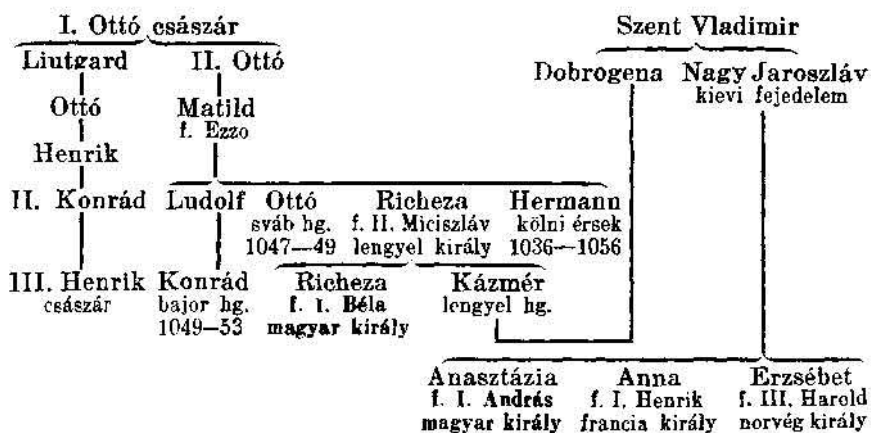 I. Ottó császár Szent Vladimir
Liutgard II. Ottó Dobrogena Nagy Jaroszláv
kievi fejedelem
Ottó Matild
f. Ezzo
Henrik
II. Konrád Ludolf Ottó Richeza Hermann
sváb hg. f. II. Miciszláv kölni érsek
1047—49 lengyel király 1036—1056
III. Henrik Konrád Richeza Kázmér
császár bajor hg. f. I. Béla lengyel hg.
1049—53 magyar király
Anasztázia Anna Erzsébet
f. I. András f. I. Henrik f. III. Harold
magyar király francia király norvég király